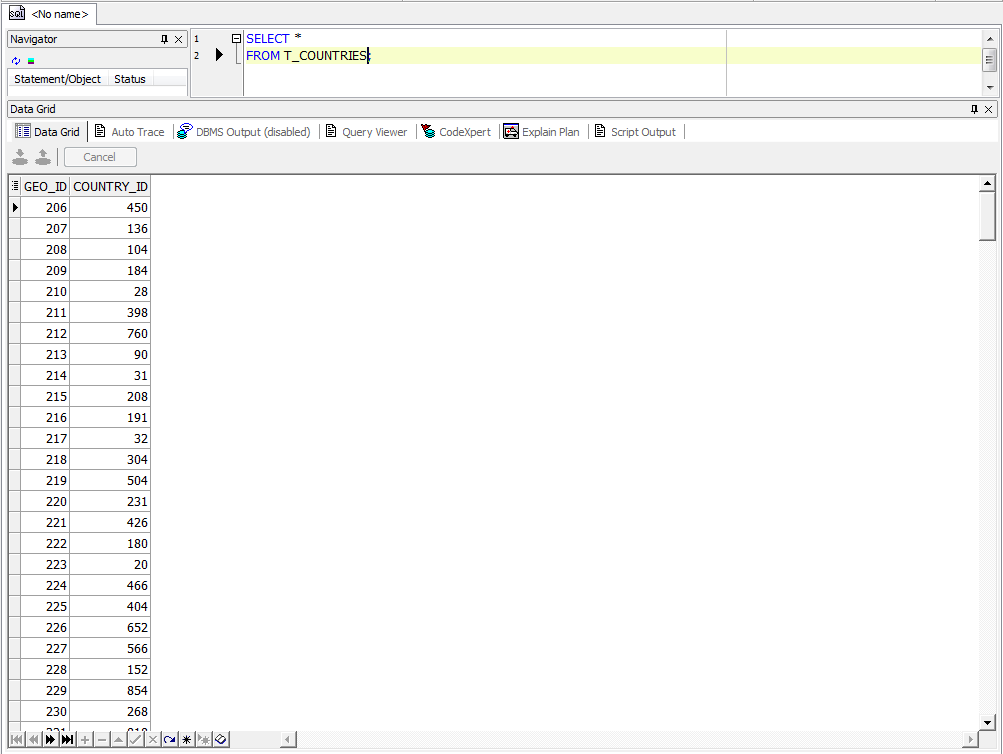 SQL <No name>
Navigator
Statement/Object Status
1 SELECT *
2 FROM T_COUNTRIES;
Data Grid
Data Grid Auto Trace DBMS Output (disabled) Query Viewer CodeXpert Explain Plan Script Output
Cancel
GEO_ID COUNTRY_ID
206 450
207 136
208 104
209 184
210 28
211 398
212 760
213 90
214 31
215 208
216 191
217 32
218 304
219 504
220 231
221 426
222 180
223 20
224 466
225 404
226 652
227 566
228 152
229 854
230 268